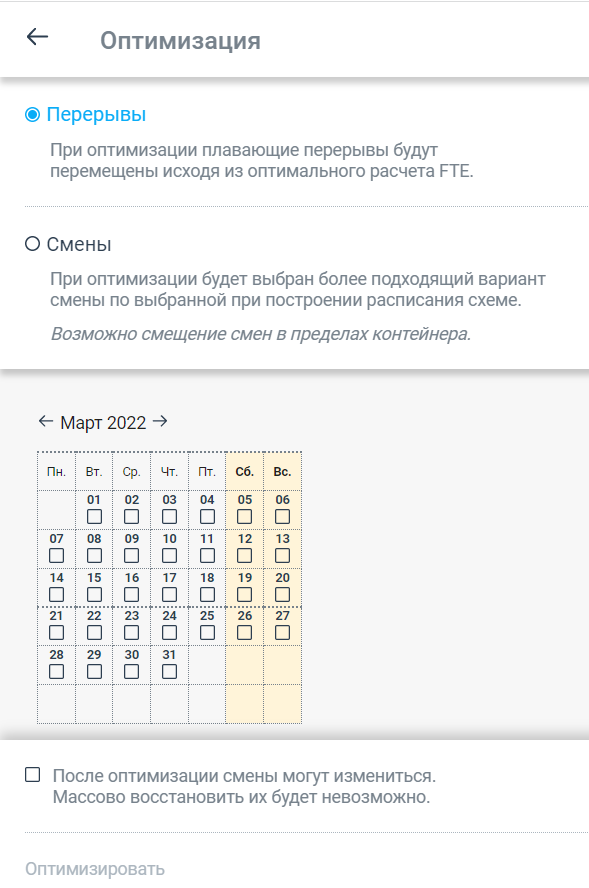 Оптимизация
Перерывы
При оптимизации плавающие перерывы будут
перемещены исходя из оптимального расчета FTE.
Смены
При оптимизации будет выбран более подходящий вариант
смены по выбранной при построении расписания схеме.
Возможно смещение смен в пределах контейнера.
Март 2022
Пн. Вт. Ср. Чт. Пт. Сб. Вс.
01 02 03 04 05 06
07 08 09 10 11 12 13
14 15 16 17 18 19 20
21 22 23 24 25 26 27
28 29 30 31
После оптимизации смены могут измениться.
Массово восстановить их будет невозможно.
Оптимизировать